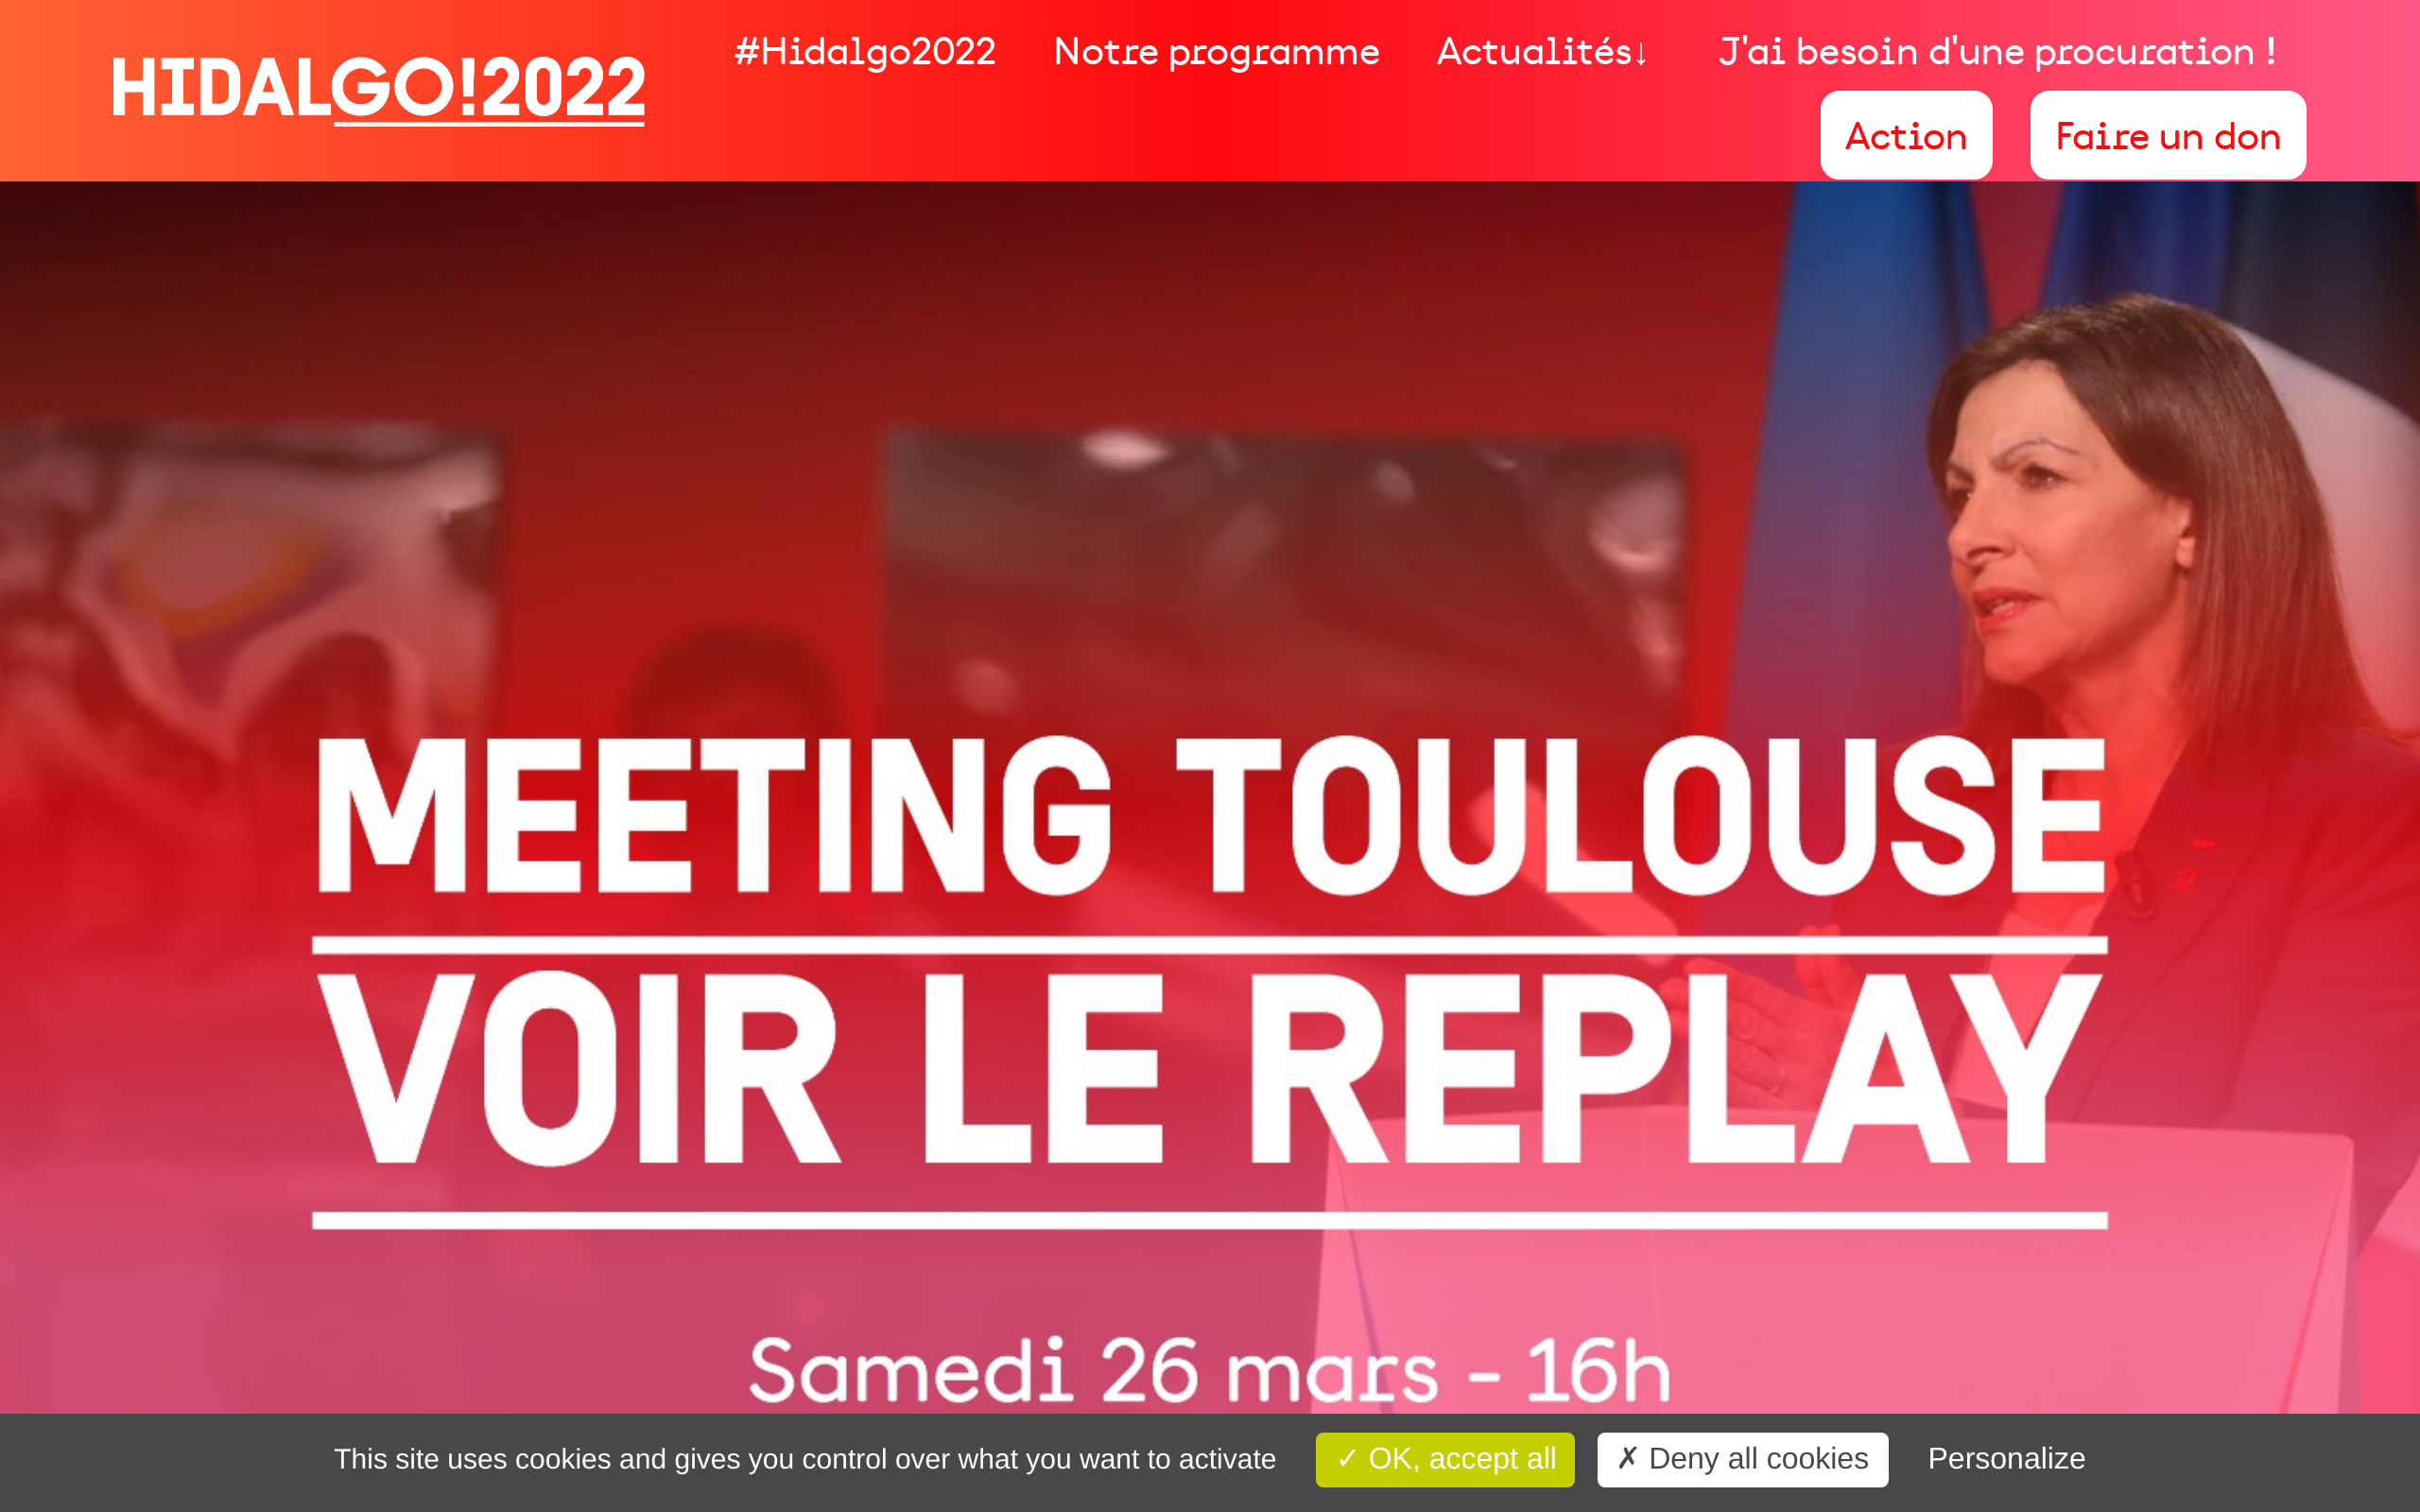 HIDALGO!2022
#Hidalgo2022 Notre programme Actualités↓ J'ai besoin d'une procuration !
Action Faire un don
MEETING TOULOUSE
VOIR LE REPLAY
Samedi 26 mars - 16h
This site uses cookies and gives you control over what you want to activate ✓ OK, accept all ✗ Deny all cookies Personalize